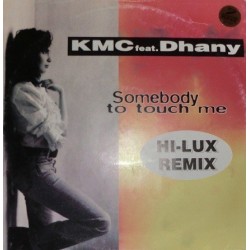 KMC feat. Dhany
Somebody
to touch me
HI-LUX
REMIX